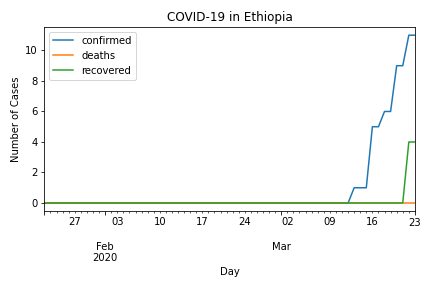 COVID-19 in Ethiopia
confirmed
deaths
recovered
Number of Cases
10
8
6
4
2
0
27 03 10 17 24 02 09 16 23
Feb Mar
2020
Day